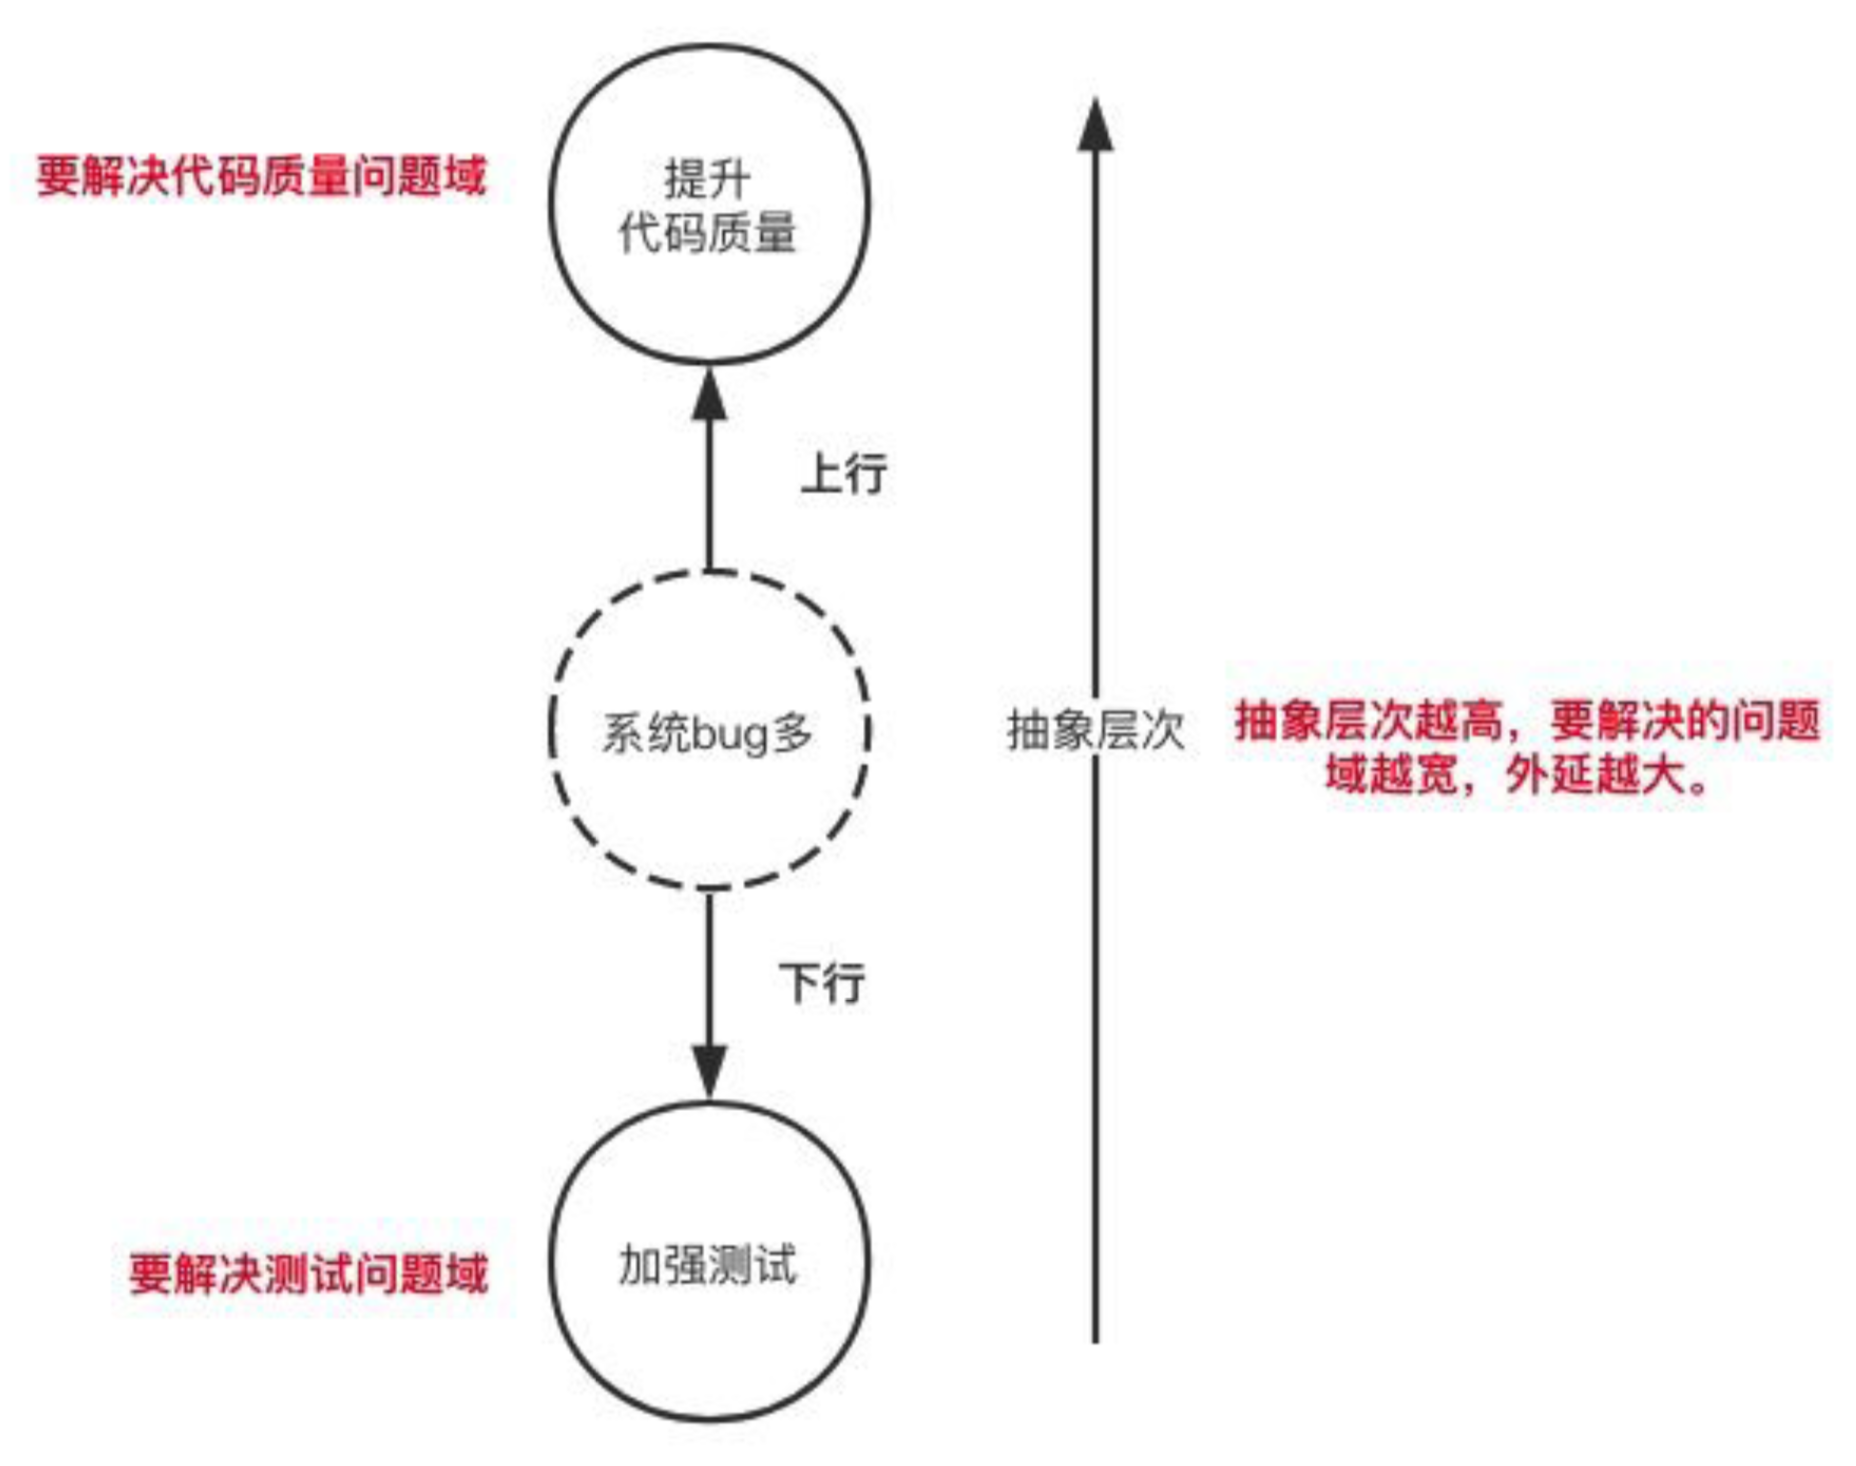 要解决代码质量问题域
提升
代码质量
上行
系统bug多
抽象层次
抽象层次越高，要解决的问题
域越宽，外延越大。
下行
要解决测试问题域
加强测试